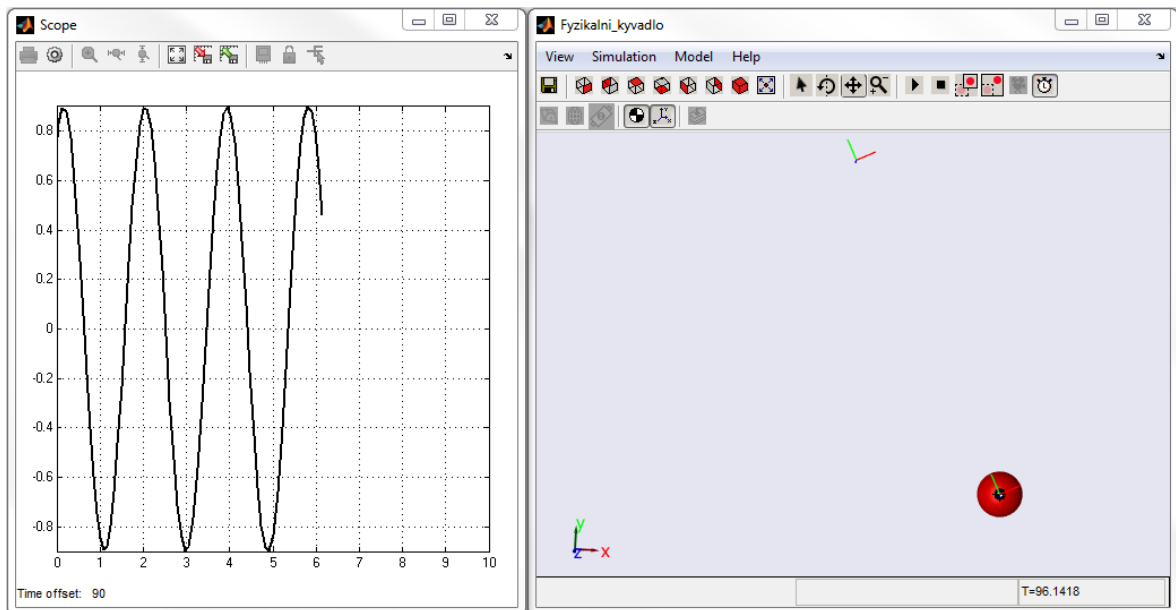 Scope
0.8
0.6
0.4
0.2
0
-0.2
-0.4
-0.6
-0.8
0 1 2 3 4 5 6 7 8 9 10
Time offset: 90
Fyzikalni_kyvadlo
View Simulation Model Help
y
z x
T=96.1418